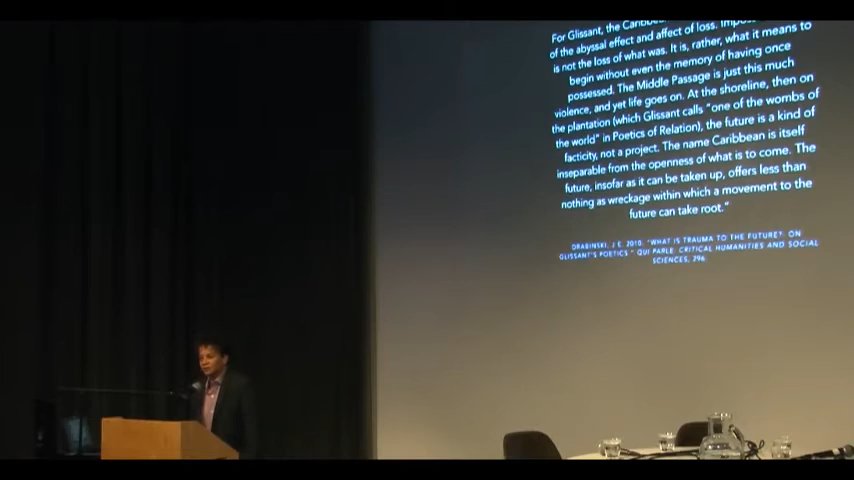 For Glissant, the Caribbean
of the abyssal effect and affect of loss.
is not the loss of what was. It is, rather, what it means to
begin without even the memory of having once
possessed. The Middle Passage is just this much
violence, and yet life goes on. At the shoreline, then on
the plantation (which Glissant calls "one of the wombs of
the world" in Poetics of Relation), the future is a kind of
facticity, not a project. The name Caribbean is itself
inseparable from the openness of what is to come. The
future, insofar as it can be taken up, offers less than
nothing as wreckage within which a movement to the
future can take root."
DRABINSKI, J E. 2010. "WHAT IS TRAUMA TO THE FUTURE?: ON
GLISSANT'S POETICS." QUI PARLE: CRITICAL HUMANITIES AND SOCIAL
SCIENCES, 296